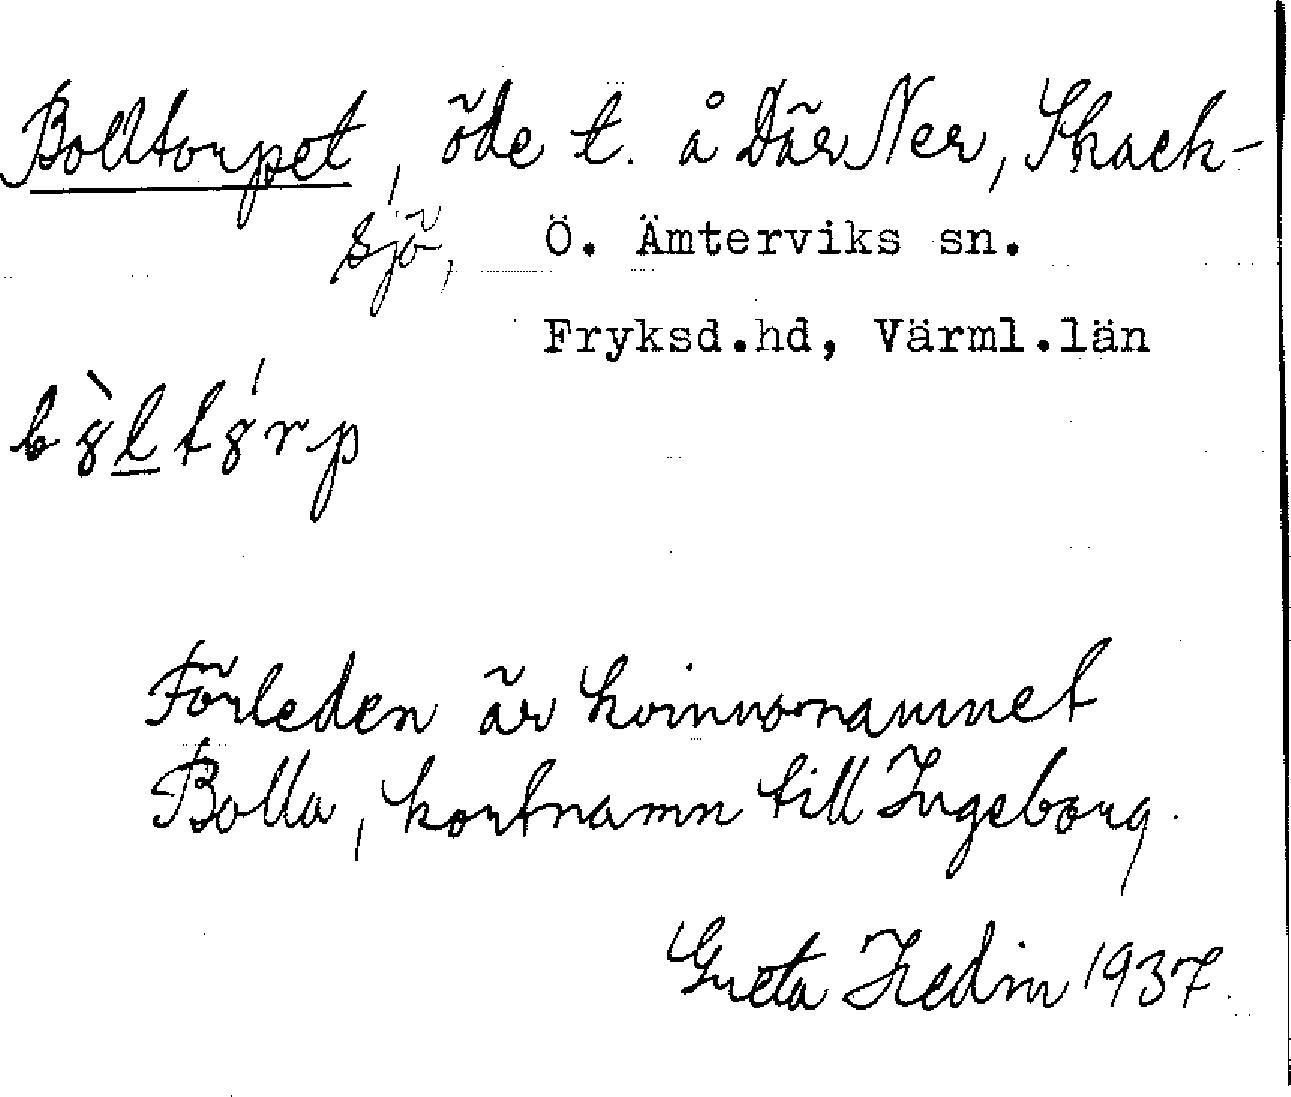 Bolltorpet, öde t. å Där Ner, Skack-
sjö, Ö. Ämterviks sn.
Fryksd.hd, Värml.län
Förleden är kvinnonamnet
Bolla, kortnamn till Ingeborg.
Greta Hedin 1937.